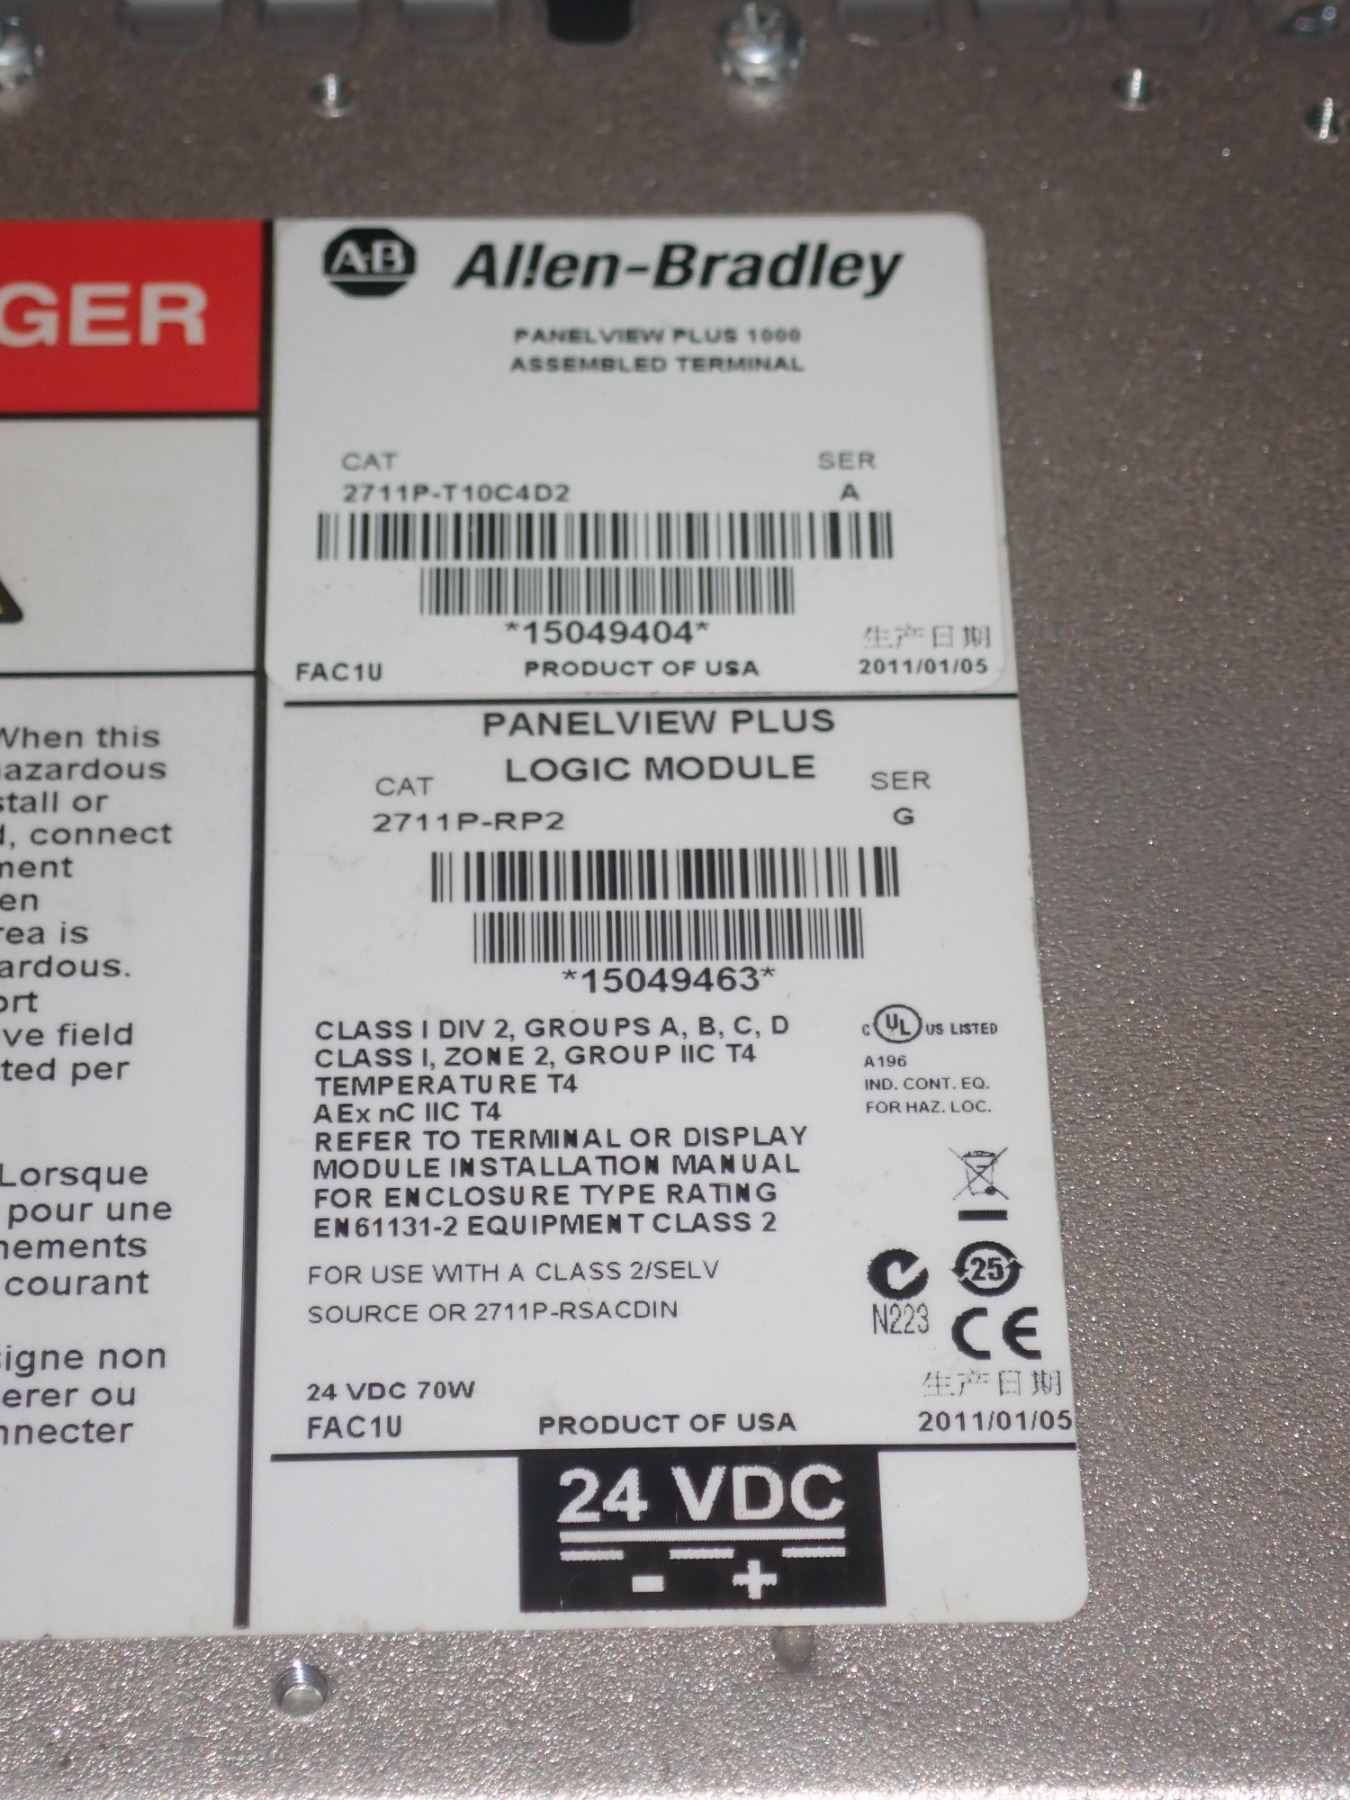 GER
When this
hazardous
stall or
d, connect
ment
en
rea is
ardous.
ort
ve field
ted per
Lorsque
pour une
nements
courant
signe non
erer ou
nnecter
A-B Allen-Bradley
PANELVIEW PLUS 1000
ASSEMBLED TERMINAL
CAT SER
2711P-T10C4D2 A
*15049404*
生产日期
FAC1U PRODUCT OF USA 2011/01/05
PANELVIEW PLUS
LOGIC MODULE
CAT SER
2711P-RP2 G
*15049463*
CLASS I DIV 2, GROUPS A, B, C, D
CLASS I, ZONE 2, GROUP IIC T4
TEMPERATURE T4
AEx nC IIC T4
REFER TO TERMINAL OR DISPLAY
MODULE INSTALLATION MANUAL
FOR ENCLOSURE TYPE RATING
EN 61131-2 EQUIPMENT CLASS 2
C UL US LISTED
A196
IND. CONT. EQ.
FOR HAZ. LOC.
FOR USE WITH A CLASS 2/SELV
SOURCE OR 2711P-RSACDIN
25
N223 CE
生产日期
24 VDC 70W
FAC1U PRODUCT OF USA 2011/01/05
24 VDC
- +